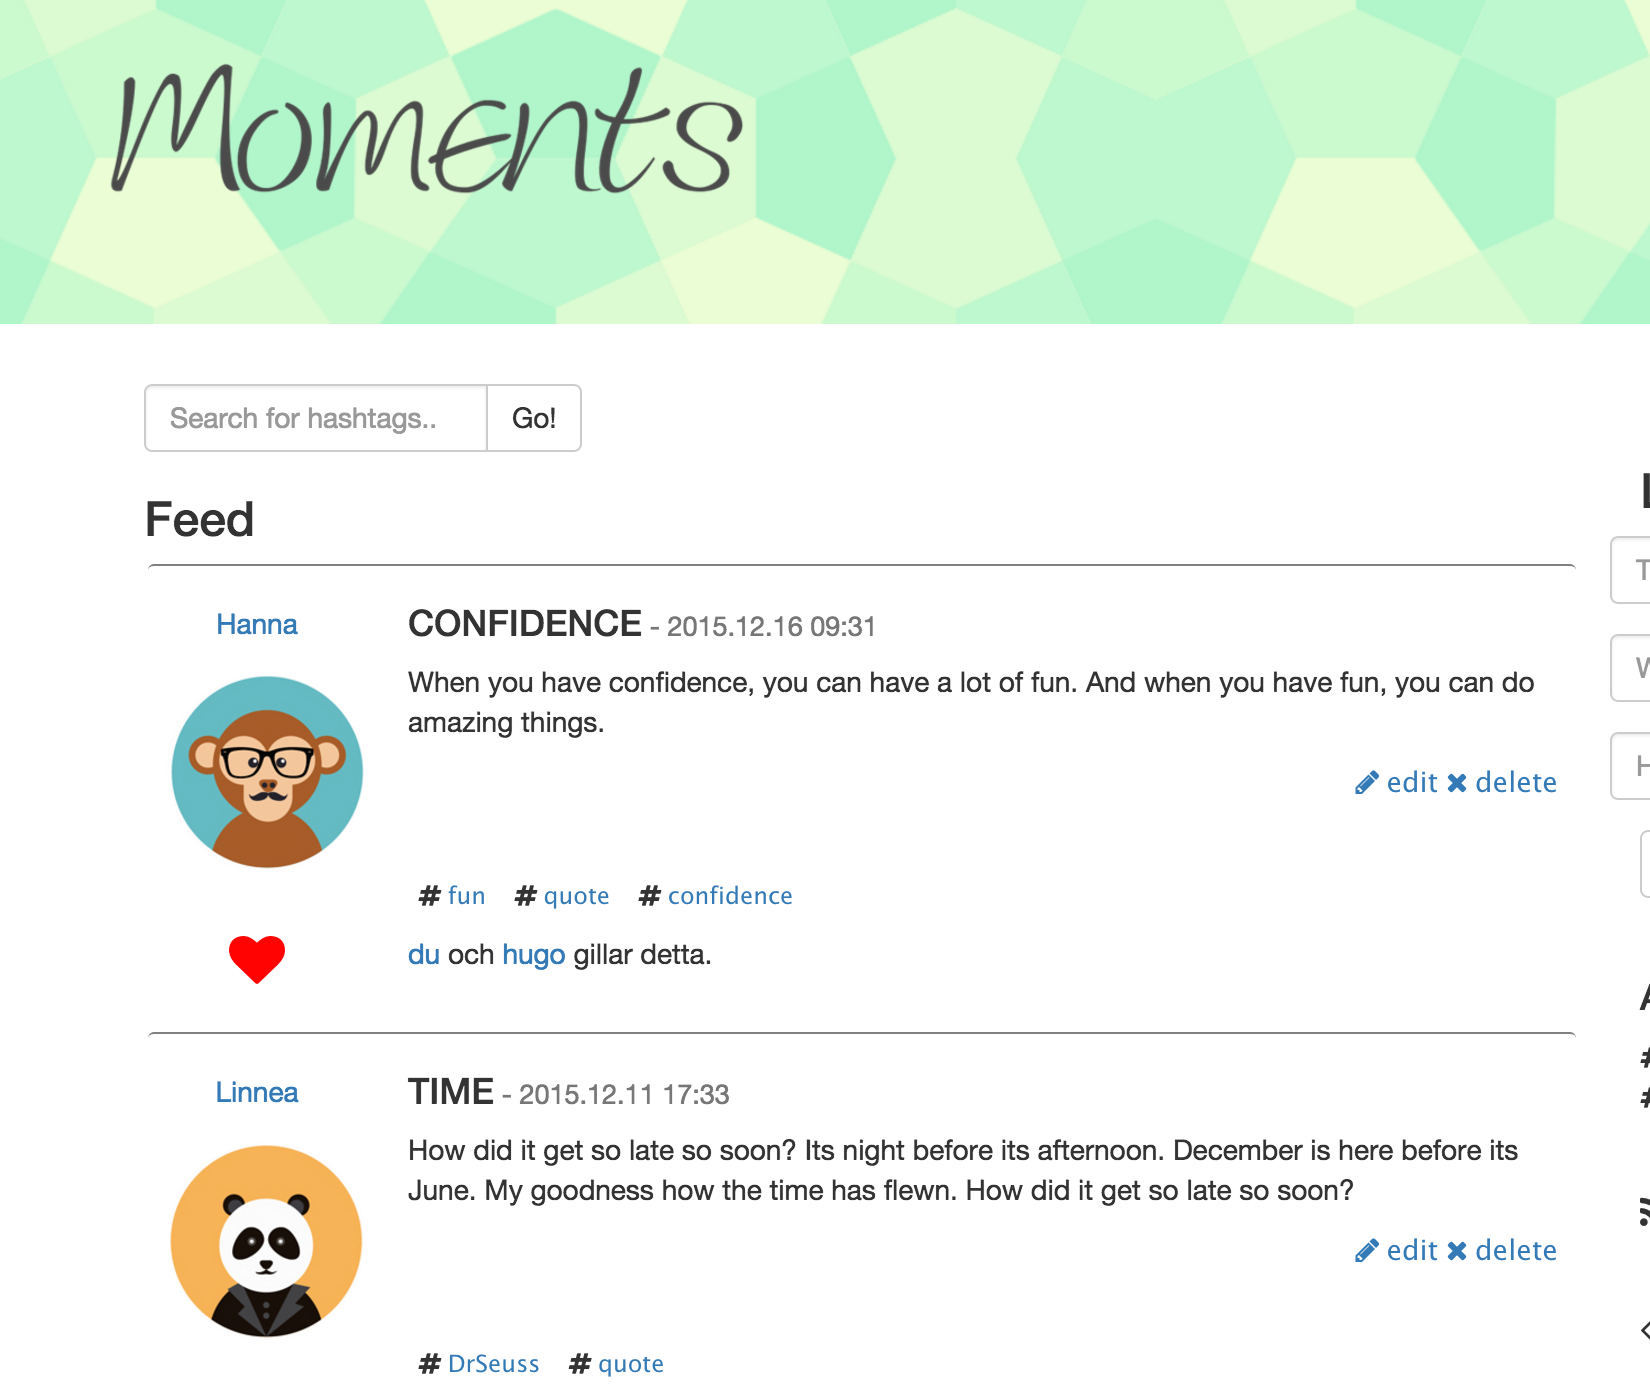 Moments
Search for hashtags.. Go!
Feed
Hanna
CONFIDENCE - 2015.12.16 09:31
When you have confidence, you can have a lot of fun. And when you have fun, you can do
amazing things.
edit delete
# fun # quote # confidence
du och hugo gillar detta.
Linnea
TIME - 2015.12.11 17:33
How did it get so late so soon? Its night before its afternoon. December is here before its
June. My goodness how the time has flewn. How did it get so late so soon?
edit delete
# DrSeuss # quote